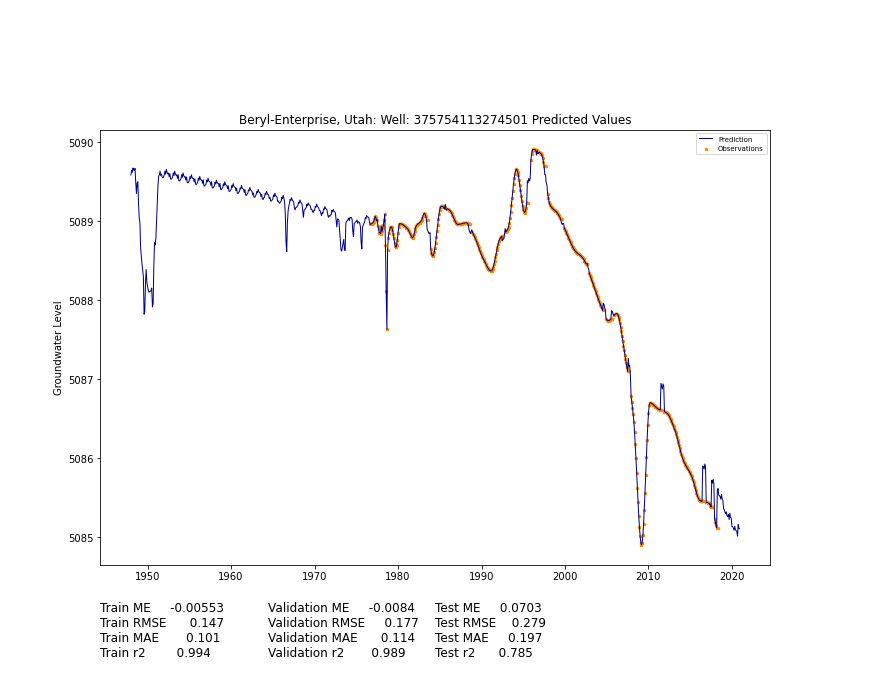 Beryl-Enterprise, Utah: Well: 375754113274501 Predicted Values
Prediction
Observations
5090
5089
5088
5087
5086
5085
Groundwater Level
1950 1960 1970 1980 1990 2000 2010 2020
Train ME -0.00553 Validation ME -0.0084 Test ME 0.0703
Train RMSE 0.147 Validation RMSE 0.177 Test RMSE 0.279
Train MAE 0.101 Validation MAE 0.114 Test MAE 0.197
Train r2 0.994 Validation r2 0.989 Test r2 0.785